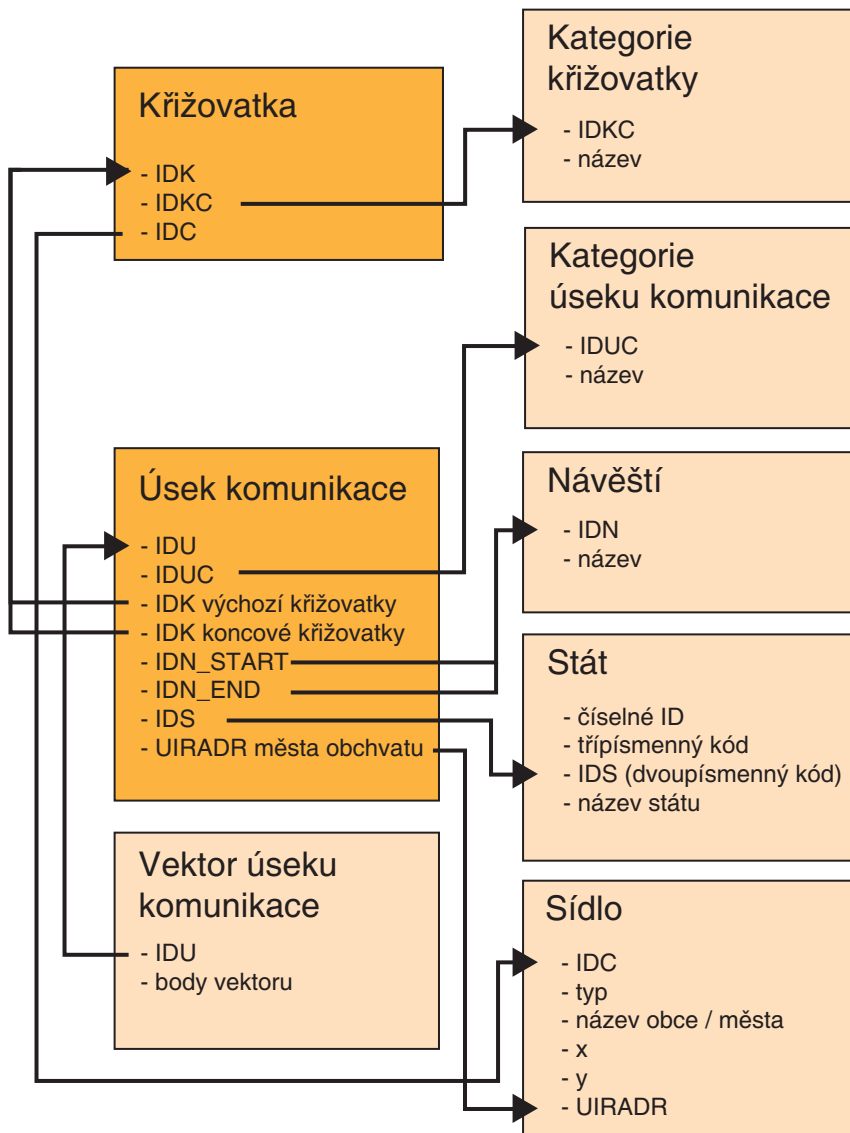 Křižovatka
- IDK
- IDKC
- IDC
Kategorie
křižovatky
- IDKC
- název
Kategorie
úseku komunikace
- IDUC
- název
Úsek komunikace
- IDU
- IDUC
- IDK výchozí křižovatky
- IDK koncové křižovatky
- IDN_START
- IDN_END
- IDS
- UIRADR města obchvatu
Návěští
- IDN
- název
Stát
- číselné ID
- třípísmenný kód
- IDS (dvoupísmenný kód)
- název státu
Vektor úseku
komunikace
- IDU
- body vektoru
Sídlo
- IDC
- typ
- název obce / města
- x
- y
- UIRADR